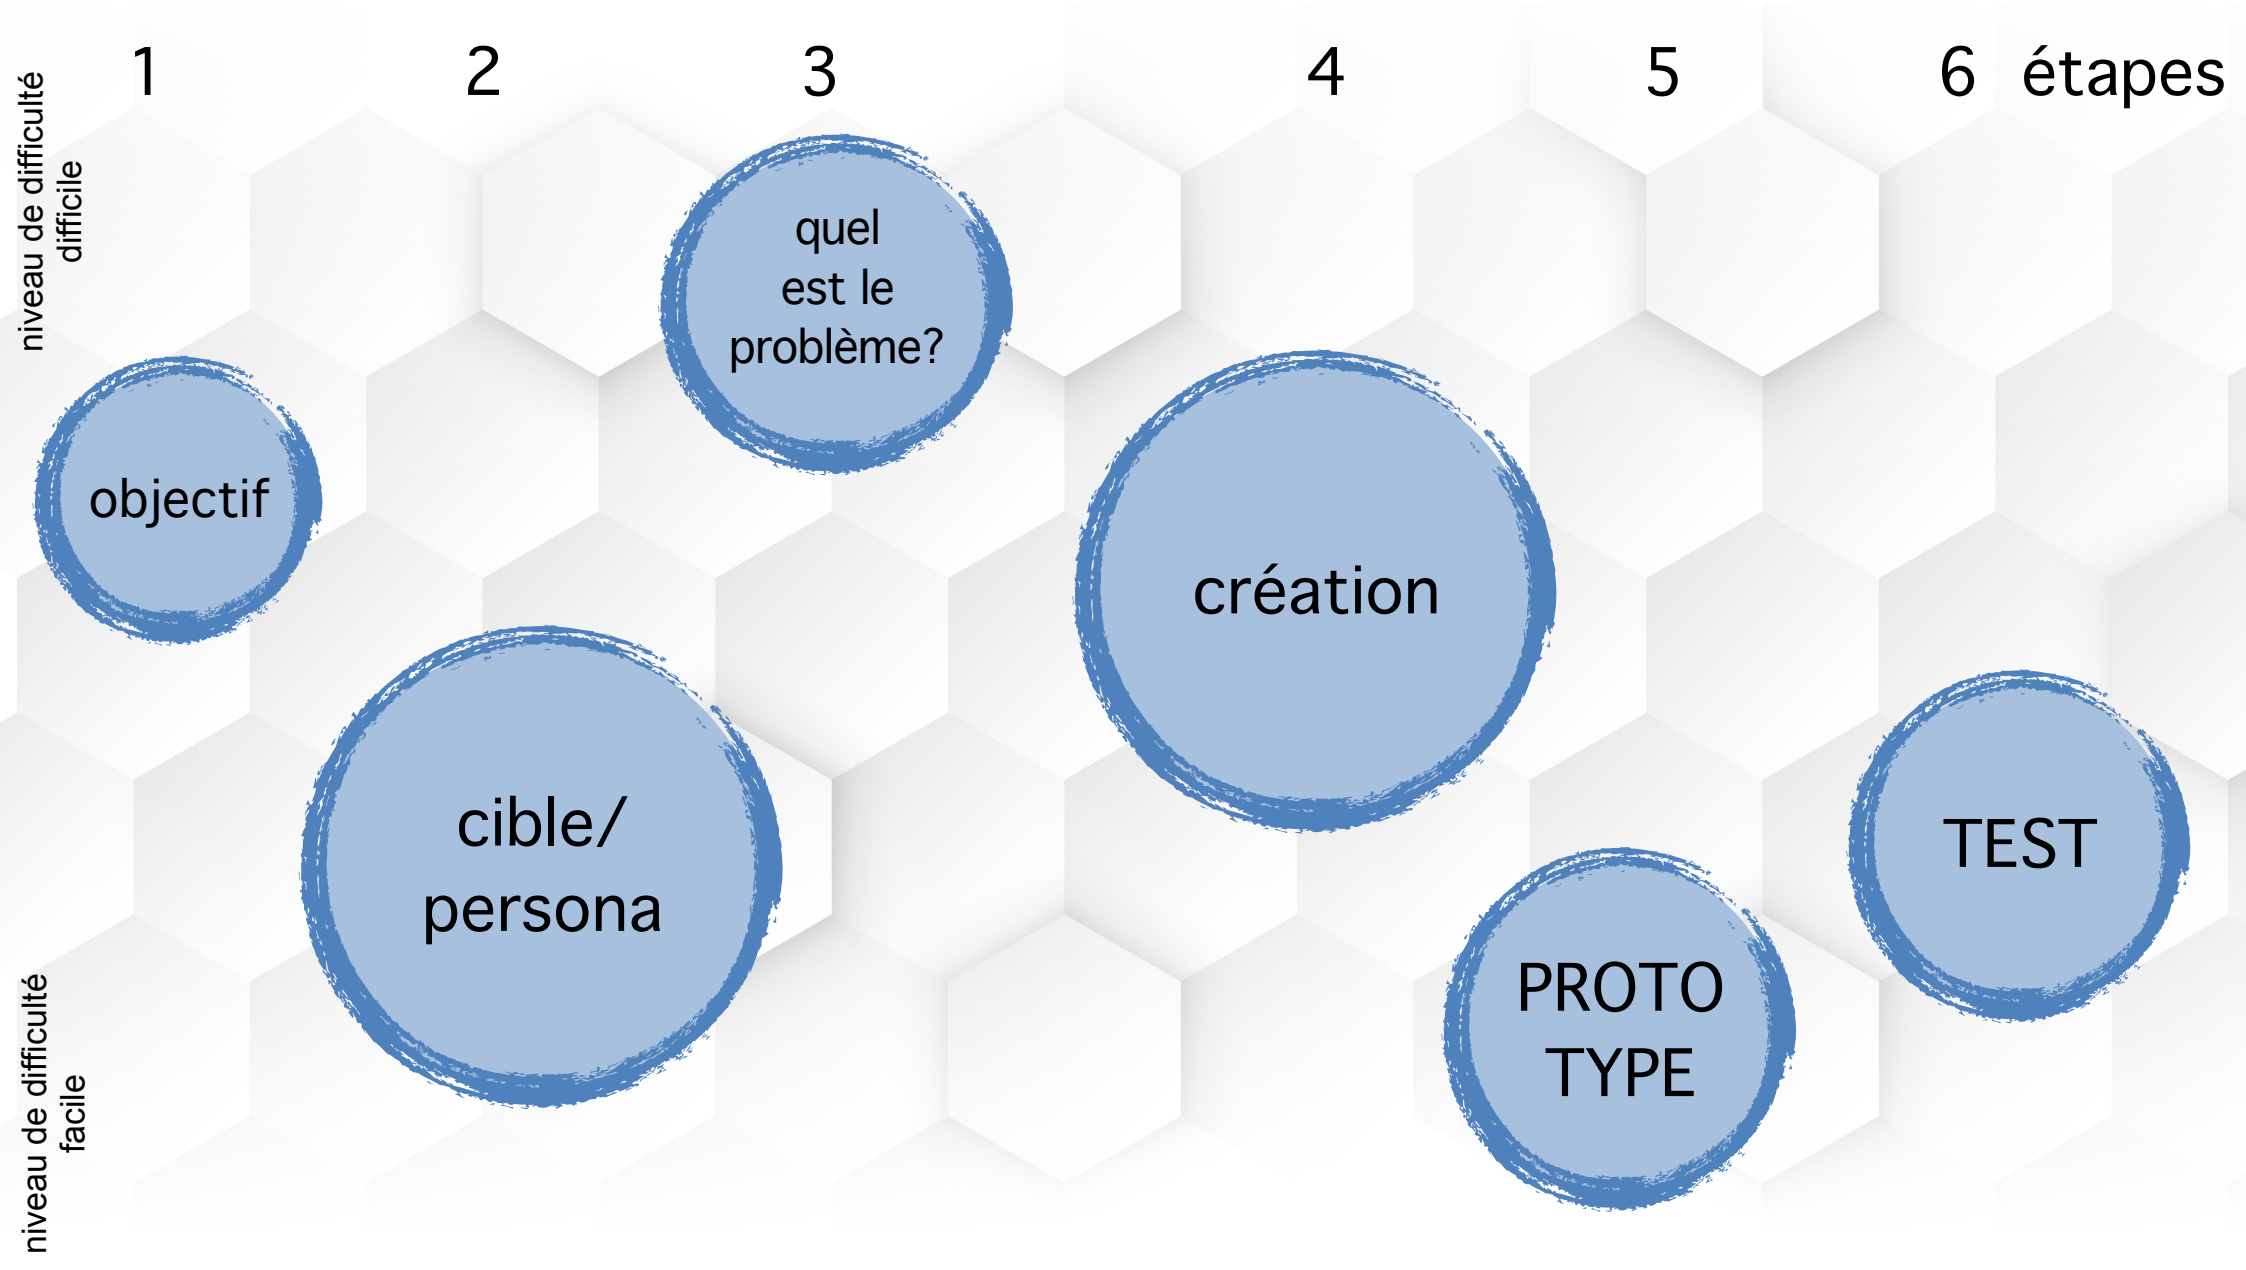 1 2 3 4 5 6 étapes
niveau de difficulté
difficile
quel
est le
problème?
objectif
création
cible/
persona
TEST
PROTO
TYPE
niveau de difficulté
facile